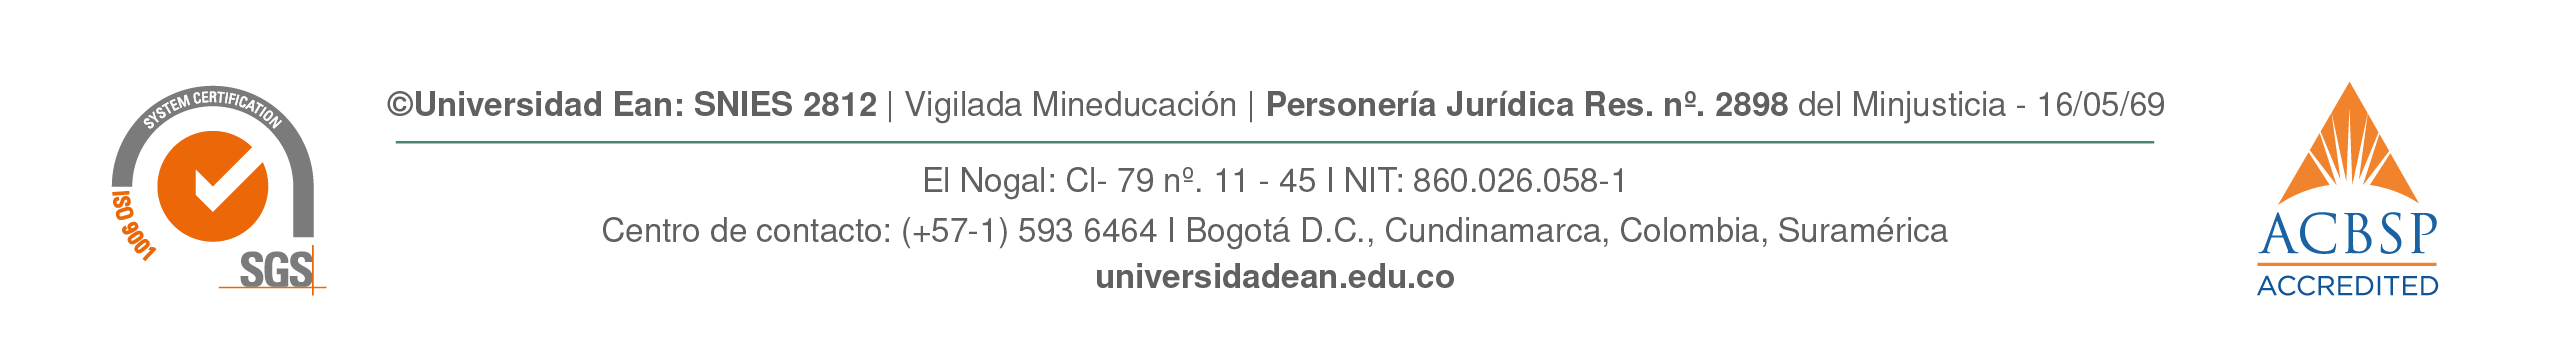 SYSTEM CERTIFICATION
ISO 9001
SGS
©Universidad Ean: SNIES 2812 | Vigilada Mineducación | Personería Jurídica Res. nº. 2898 del Minjusticia - 16/05/69
El Nogal: Cl- 79 nº. 11 - 45 I NIT: 860.026.058-1
Centro de contacto: (+57-1) 593 6464 I Bogotá D.C., Cundinamarca, Colombia, Suramérica
universidadean.edu.co
ACBSP
ACCREDITED